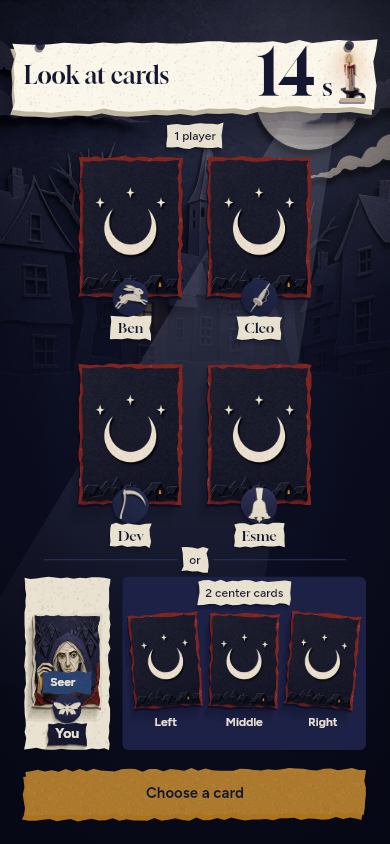 Look at cards
14 s
1 player
Ben
Cleo
Dev
Esme
or
2 center cards
Seer
You
Left
Middle
Right
Choose a card